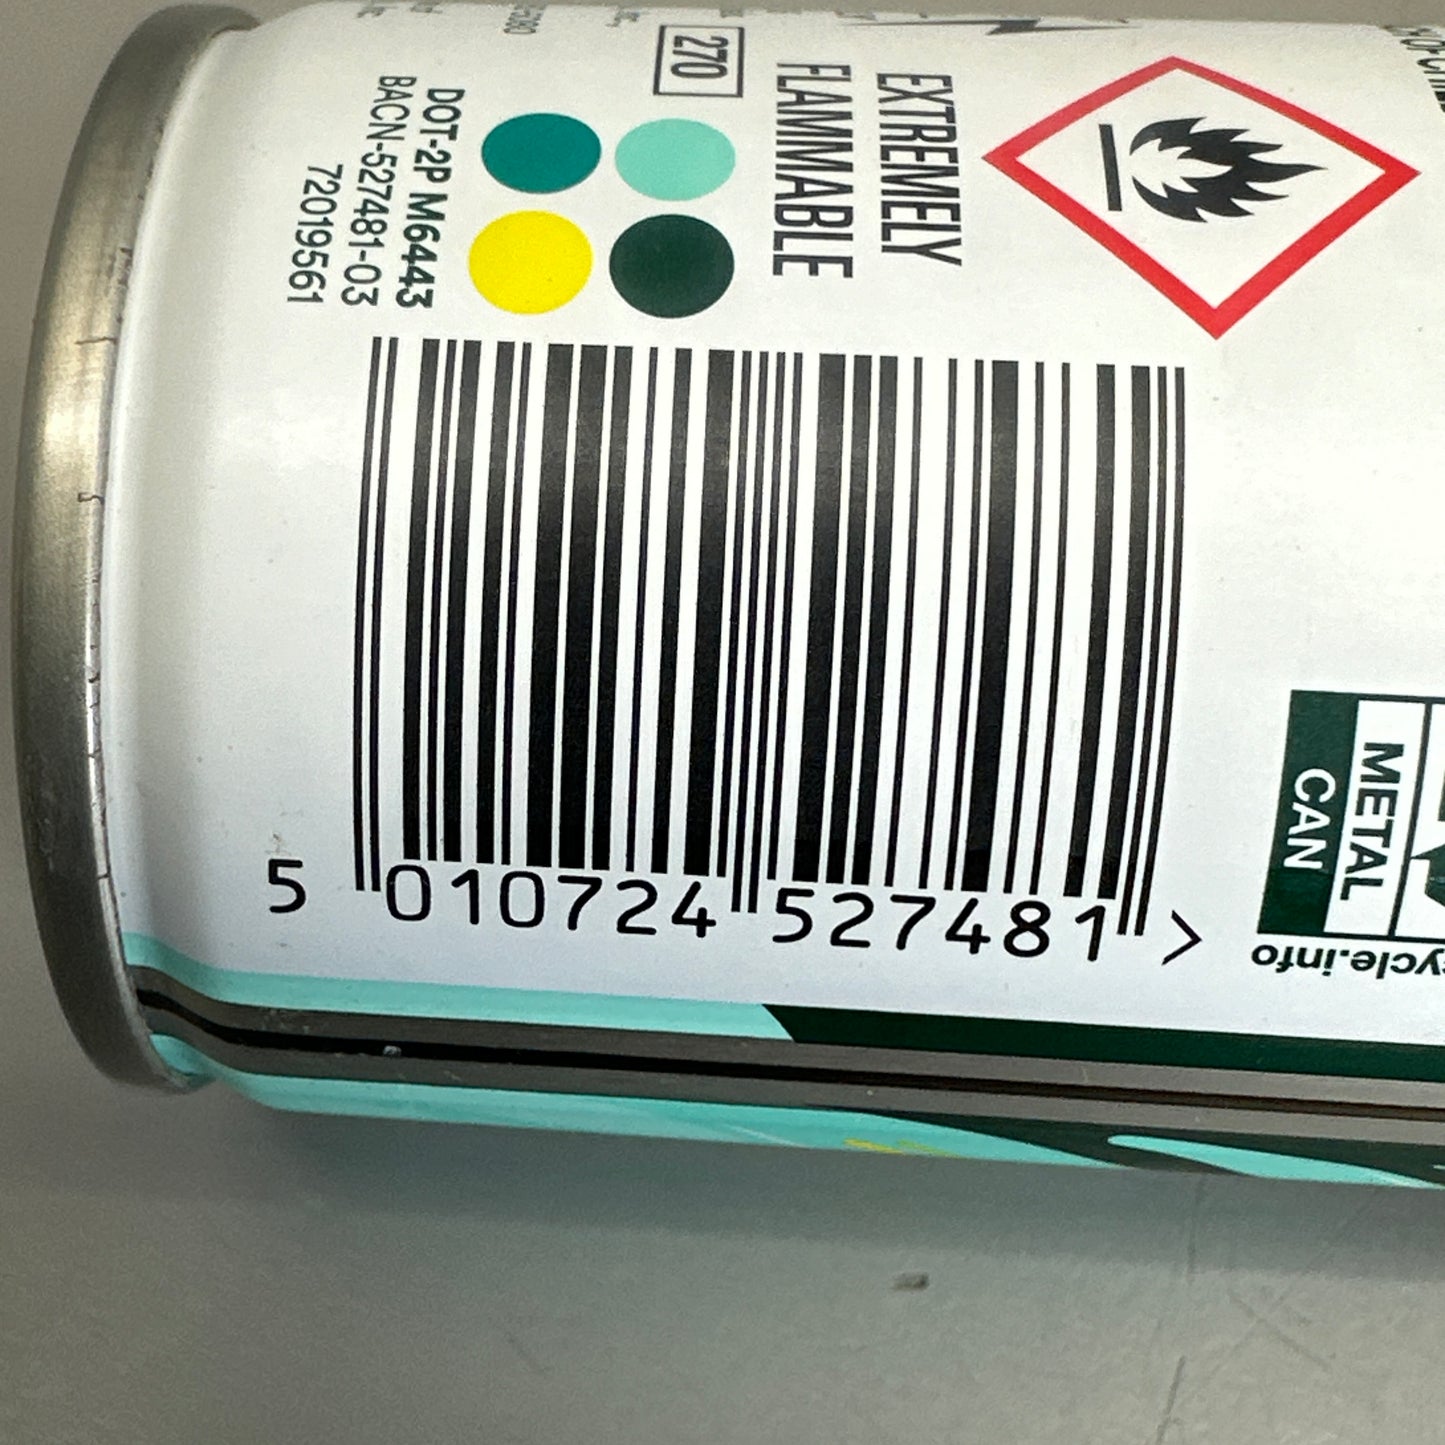 270
EXTREMELY
FLAMMABLE
DOT-2P M6443
BACN-527481-03
72019561
5 010724 527481 >
METAL
CAN
ycle.info